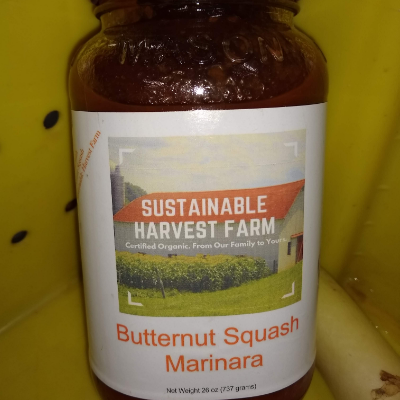 MASON
SUSTAINABLE
HARVEST FARM
Certified Organic. From Our Family to Yours.
Butternut Squash
Marinara
Net Weight 26 oz (737 grams)